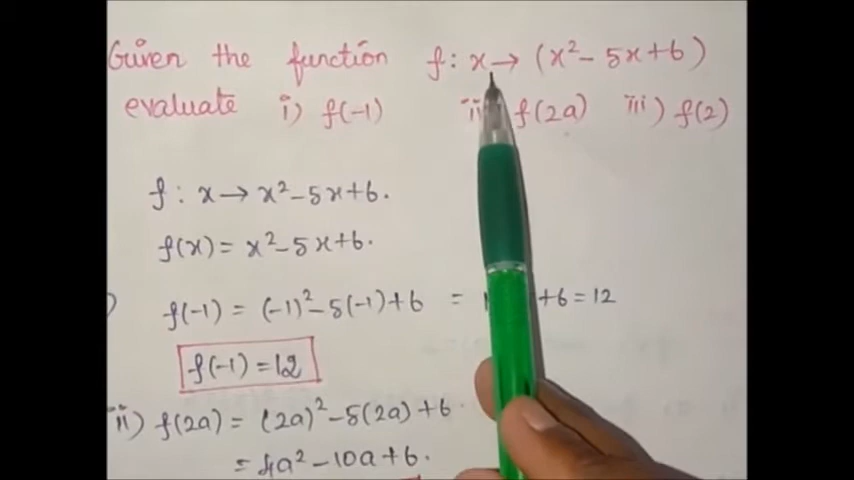 Given the function f: x → (x² - 5x + 6)
evaluate i) f(-1) ii) f(2a) iii) f(2)
f : x → x² - 5x + 6.
f(x) = x² - 5x + 6.
) f(-1) = (-1)² - 5(-1) + 6 = 1 +6 = 12
f(-1) = 12
ii) f(2a) = (2a)² - 5(2a) + 6
= 4a² - 10a + 6.